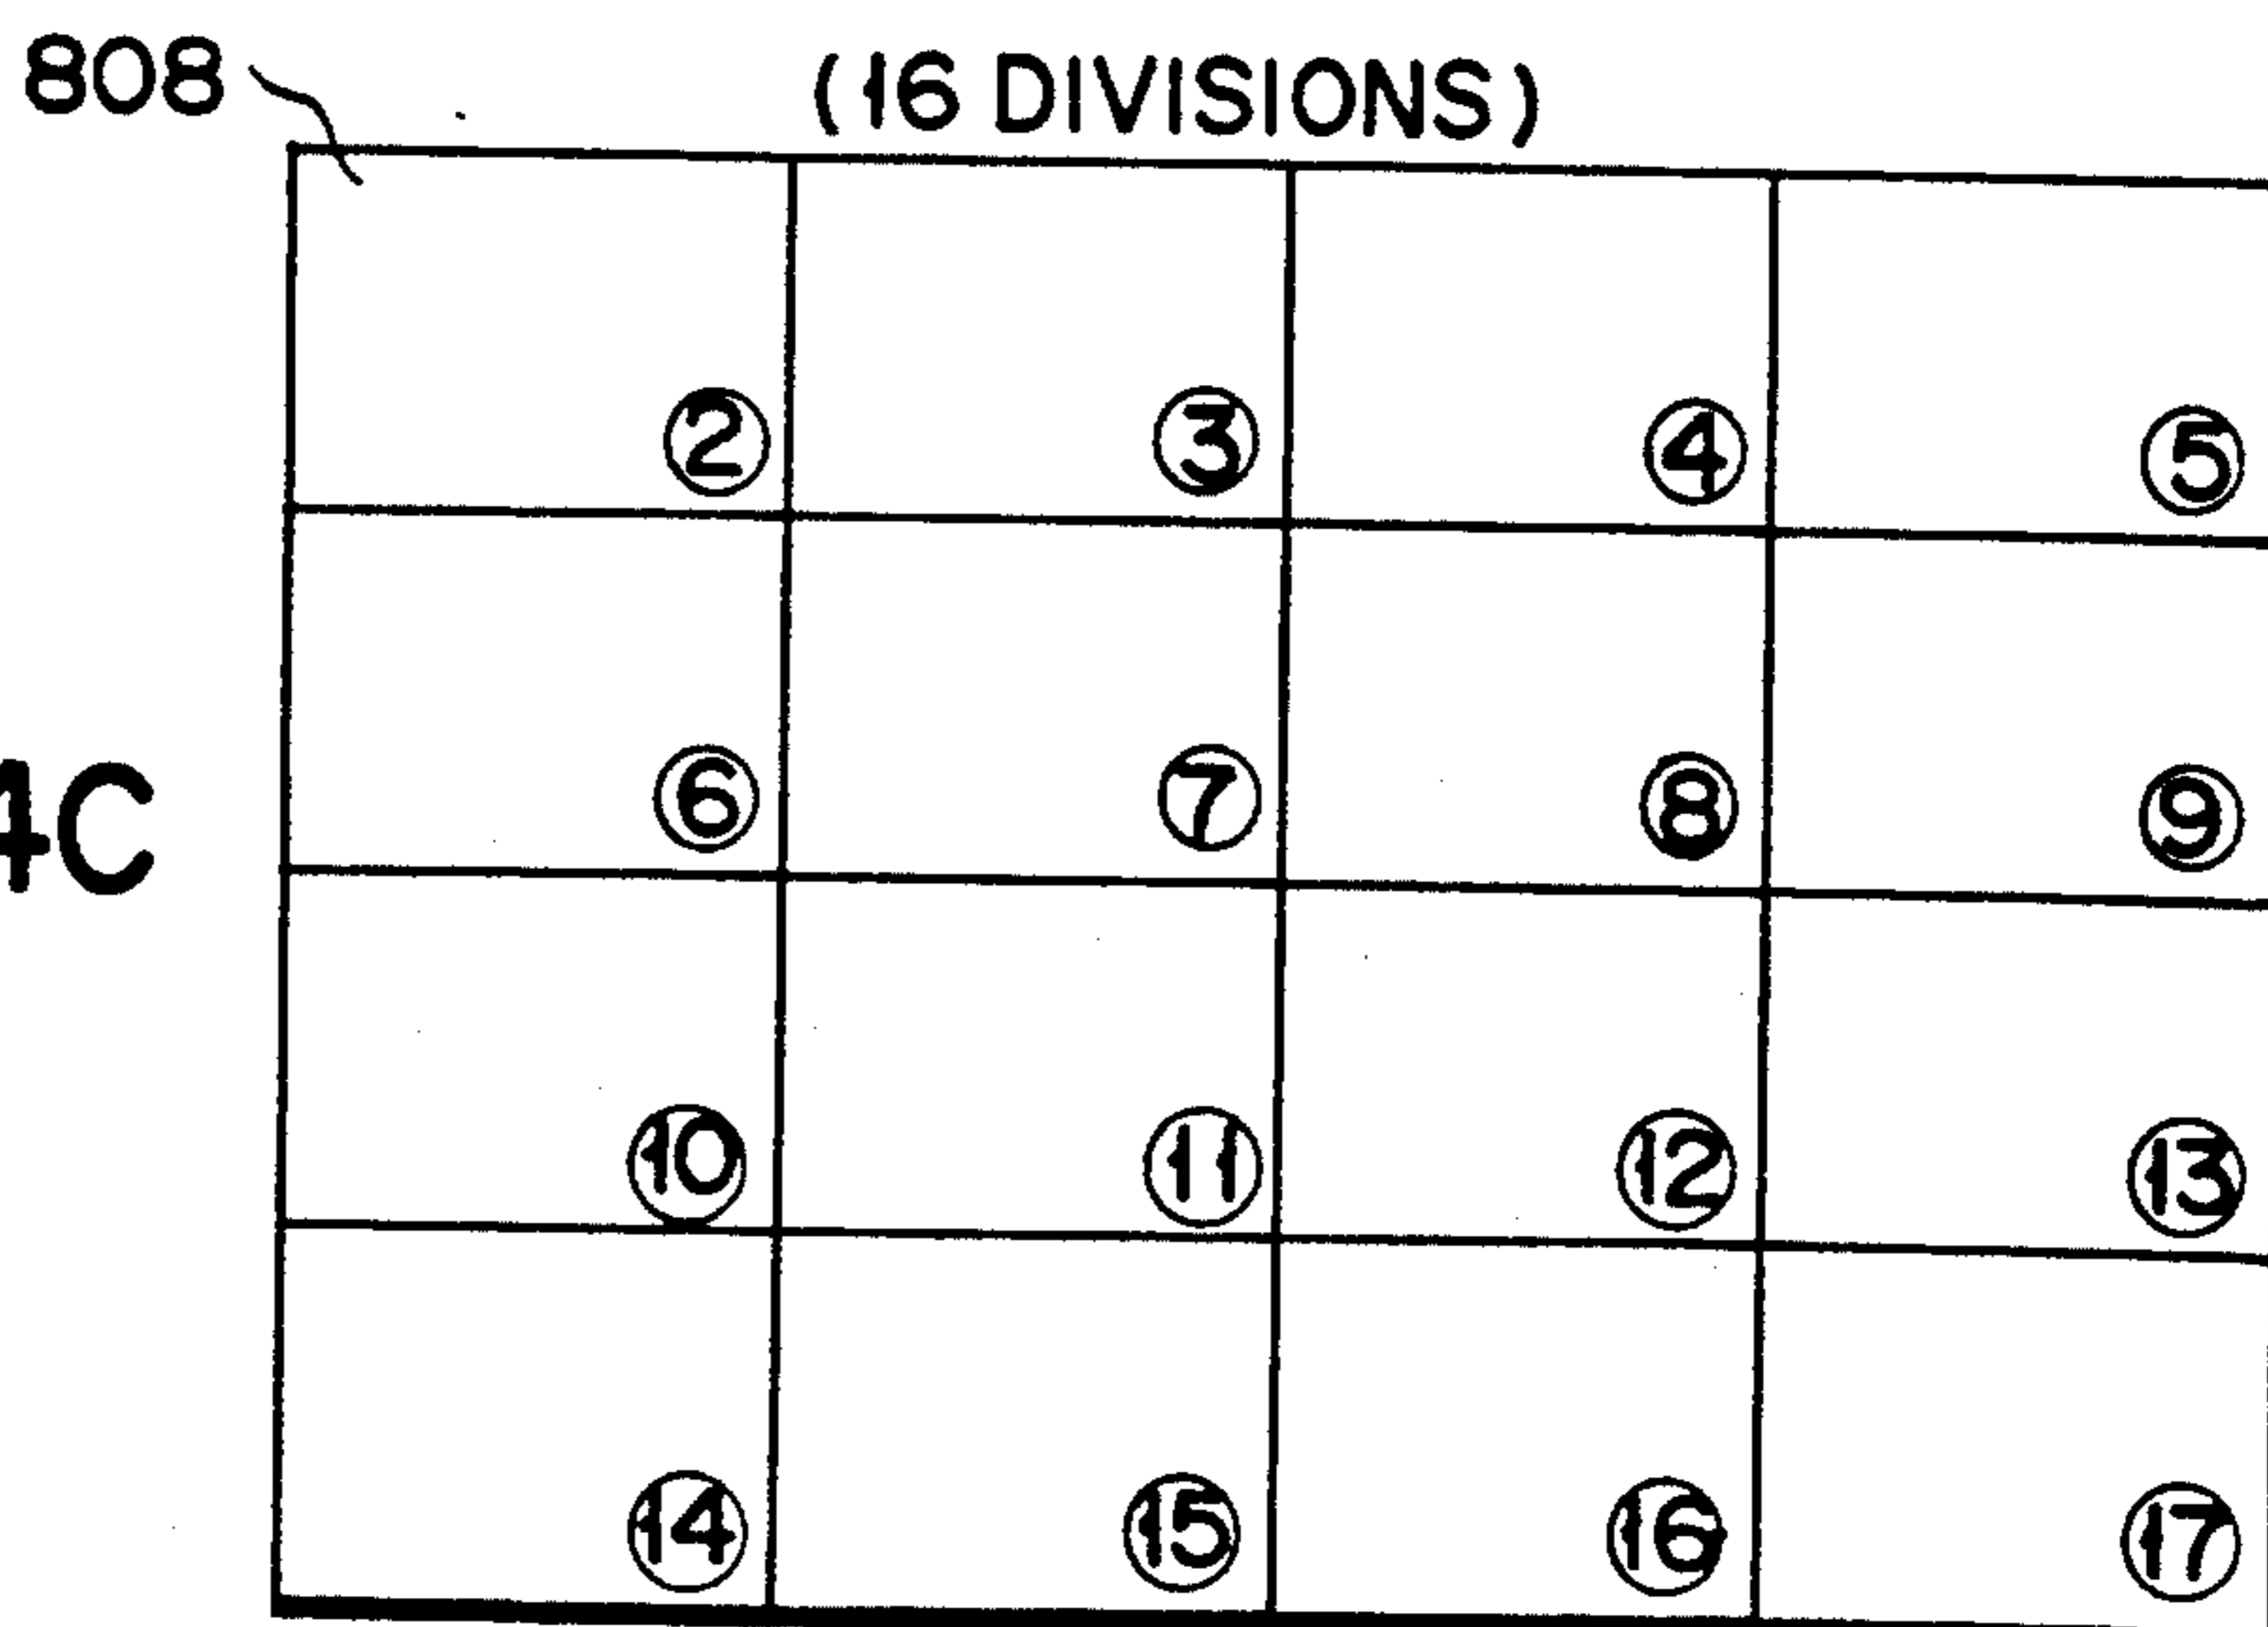 808 (16 DIVISIONS)
② ③ ④ ⑤
⑥ ⑦ ⑧ ⑨
4C
⑩ ⑪ ⑫ ⑬
⑭ ⑮ ⑯ ⑰